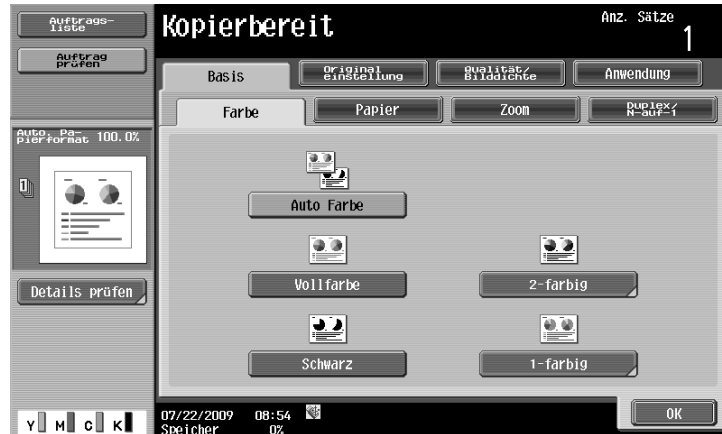 Auftrags-
liste
Auftrag
prüfen
Kopierbereit
Anz. Sätze
1
Basis
Original
einstellung
Qualität/
Bilddichte
Anwendung
Farbe
Papier
Zoom
Duplex/
N-auf-1
Auto. Pa-
pierformat 100.0%
1
Auto Farbe
Vollfarbe
2-farbig
Schwarz
1-farbig
Details prüfen
Y M C K
07/22/2009 08:54
Speicher 0%
OK